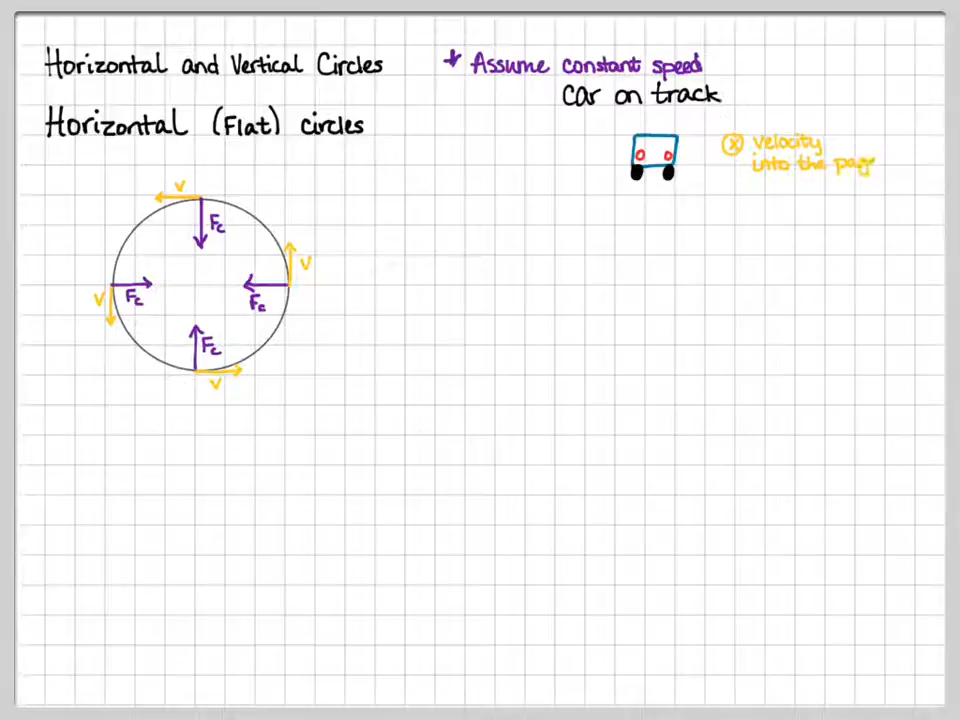 Horizontal and Vertical Circles
* Assume constant speed
Car on track
Horizontal (Flat) circles
ⓧ velocity
into the page
v
Fc
v
Fc
v
Fc
Fc
v